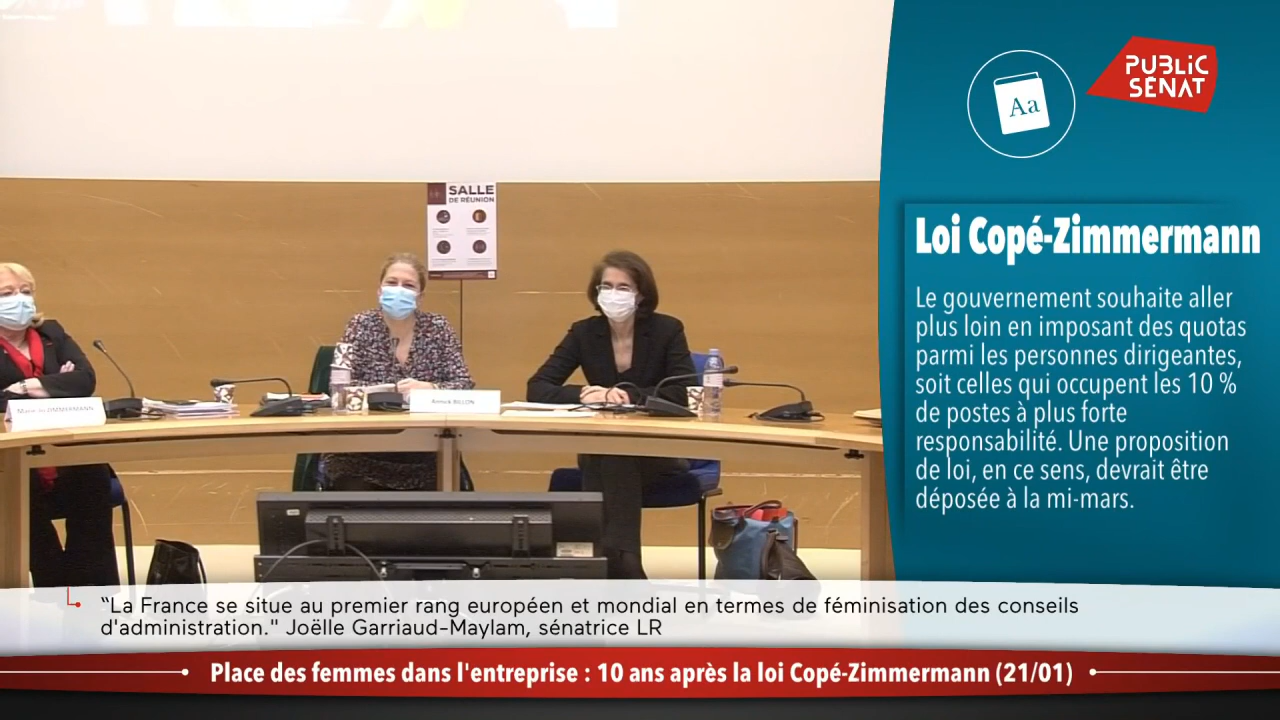 PUBLIC
SÉNAT
Aa
SALLE
DE RÉUNION
Loi Copé-Zimmermann
Le gouvernement souhaite aller
plus loin en imposant des quotas
parmi les personnes dirigeantes,
soit celles qui occupent les 10 %
de postes à plus forte
responsabilité. Une proposition
de loi, en ce sens, devrait être
déposée à la mi-mars.
Marie-Jo ZIMMERMANN
Annick BILLON
“La France se situe au premier rang européen et mondial en termes de féminisation des conseils
d'administration." Joëlle Garriaud-Maylam, sénatrice LR
Place des femmes dans l'entreprise : 10 ans après la loi Copé-Zimmermann (21/01)